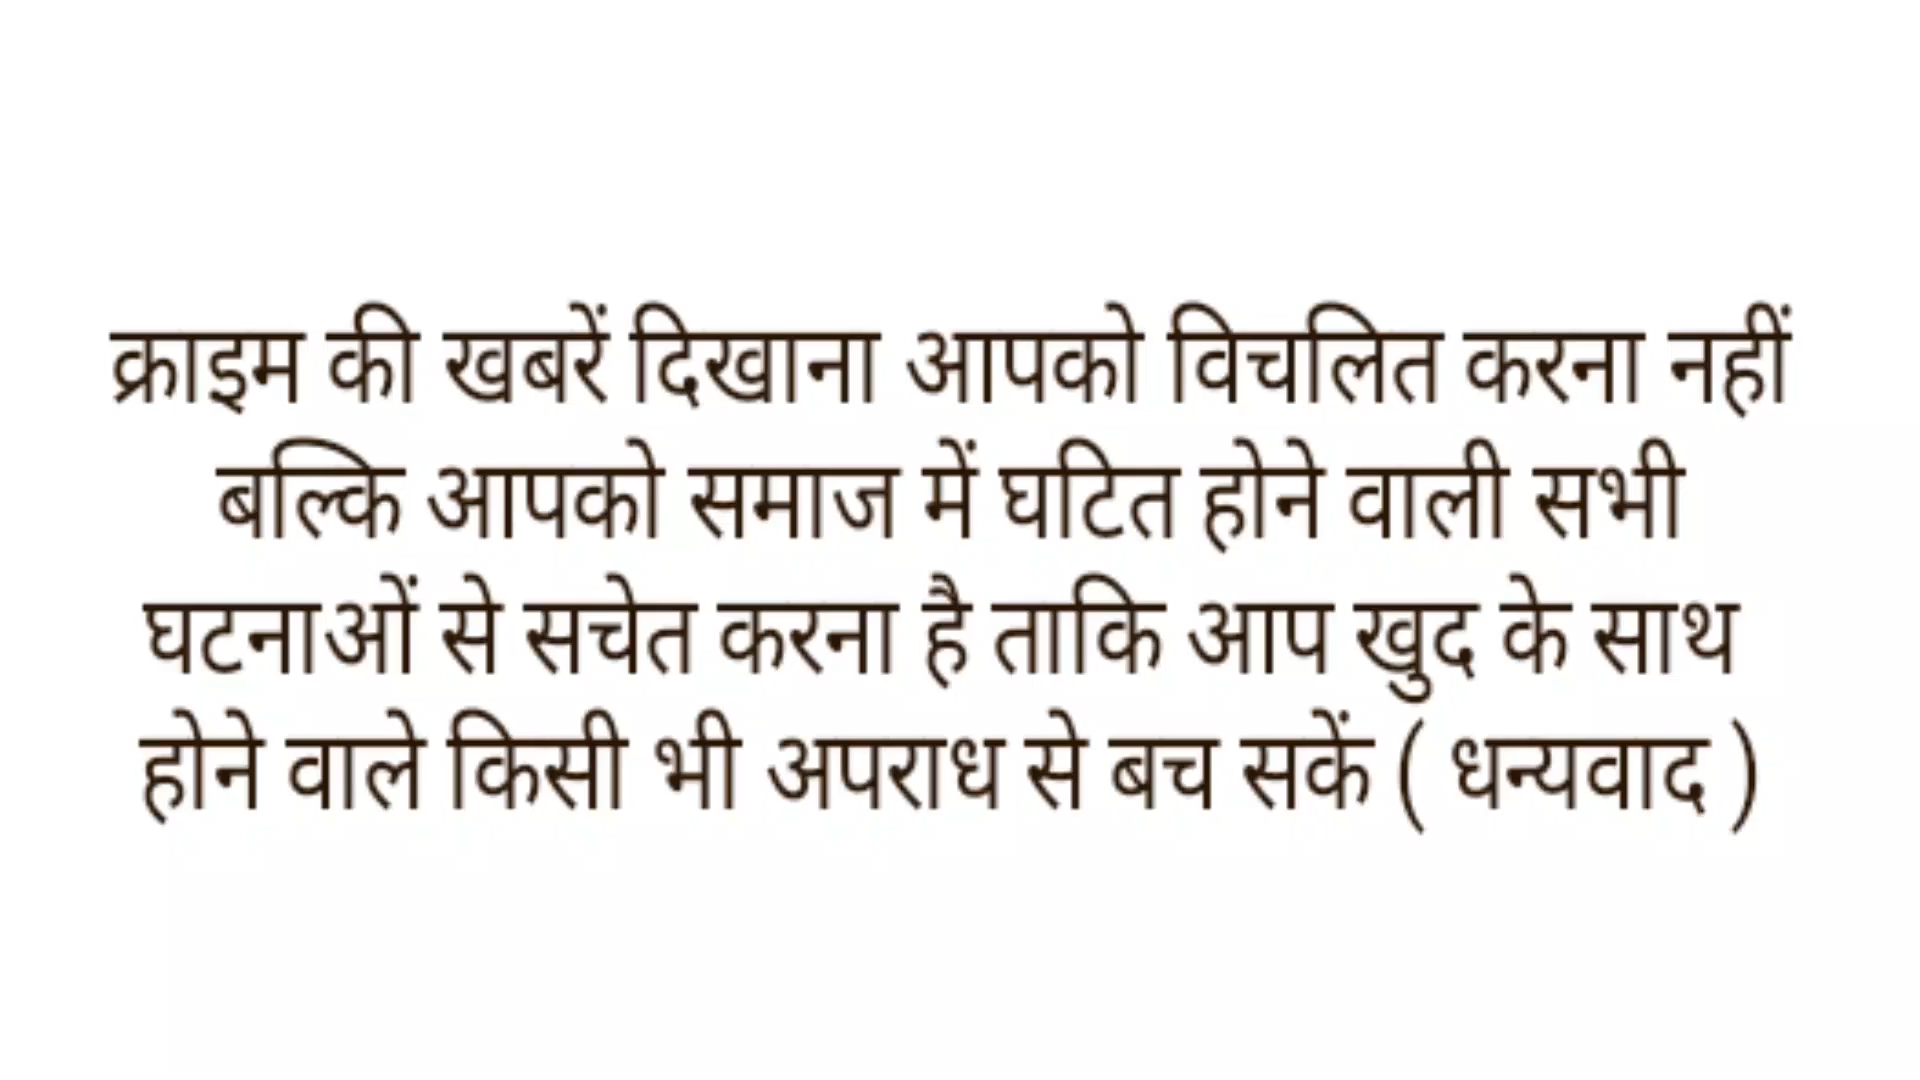 क्राइम की खबरें दिखाना आपको विचलित करना नहीं
बल्कि आपको समाज में घटित होने वाली सभी
घटनाओं से सचेत करना है ताकि आप खुद के साथ
होने वाले किसी भी अपराध से बच सकें ( धन्यवाद )